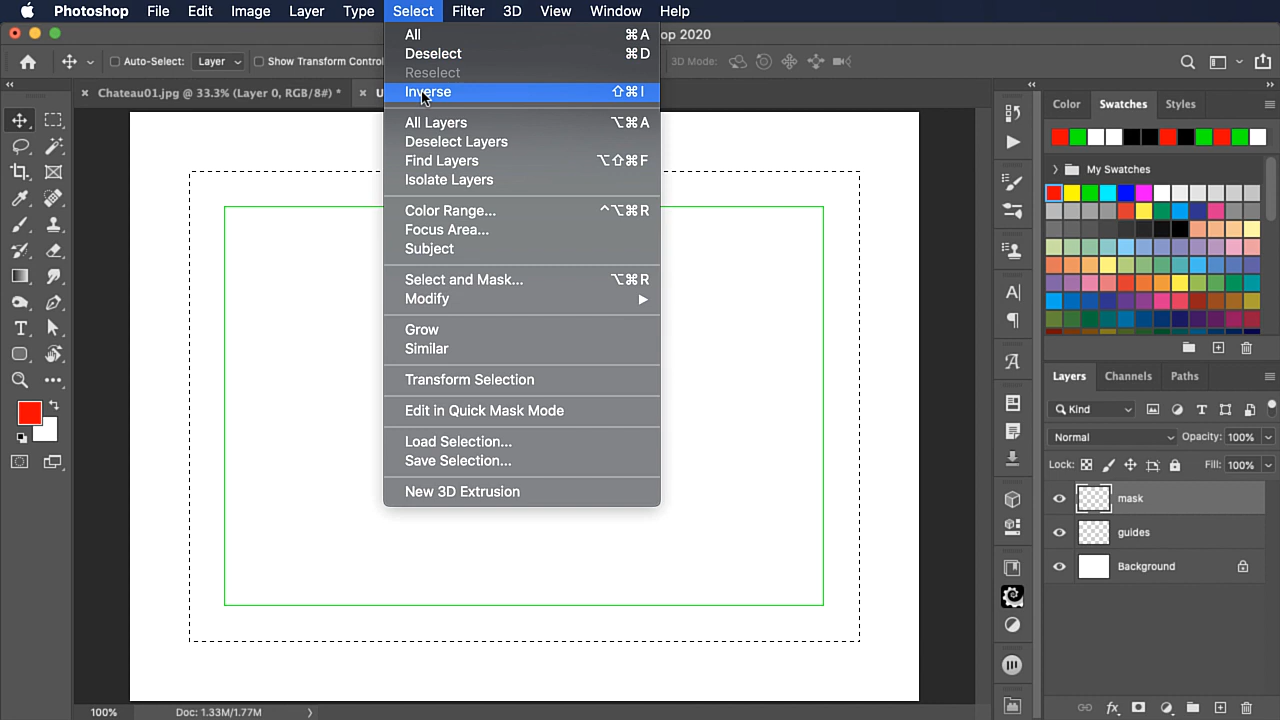 Photoshop File Edit Image Layer Type Select Filter 3D View Window Help
op 2020
Auto-Select: Layer Show Transform Contro 3D Mode:
× Chateau01.jpg @ 33.3% (Layer 0, RGB/8#) * × U
All ⌘A
Deselect ⌘D
Reselect
Inverse ⇧⌘I
All Layers ⌥⌘A
Deselect Layers
Find Layers ⌥⇧⌘F
Isolate Layers
Color Range... ^⌥⌘R
Focus Area...
Subject
Select and Mask... ⌥⌘R
Modify ▶
Grow
Similar
Transform Selection
Edit in Quick Mask Mode
Load Selection...
Save Selection...
New 3D Extrusion
Color Swatches Styles
My Swatches
Layers Channels Paths
Kind
Normal Opacity: 100%
Lock: Fill: 100%
mask
guides
Background
100% Doc: 1.33M/1.77M